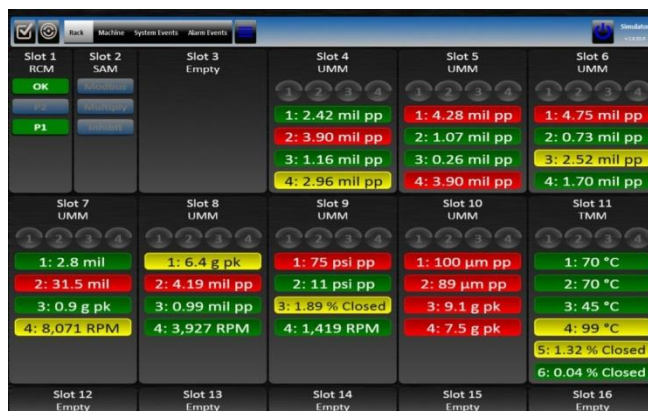 Rack Machine System Events Alarm Events
Simulator
Slot 1
RCM
OK
P2
P1
Slot 2
SAM
Modbus
Multiply
Inhibit
Slot 3
Empty
Slot 4
UMM
1 2 3 4
1: 2.42 mil pp
2: 3.90 mil pp
3: 1.16 mil pp
4: 2.96 mil pp
Slot 5
UMM
1 2 3 4
1: 4.28 mil pp
2: 1.07 mil pp
3: 0.26 mil pp
4: 3.90 mil pp
Slot 6
UMM
1 2 3 4
1: 4.75 mil pp
2: 0.73 mil pp
3: 2.52 mil pp
4: 1.70 mil pp
Slot 7
UMM
1 2 3 4
1: 2.8 mil
2: 31.5 mil
3: 0.9 g pk
4: 8,071 RPM
Slot 8
UMM
1 2 3 4
1: 6.4 g pk
2: 4.19 mil pp
3: 0.99 mil pp
4: 3,927 RPM
Slot 9
UMM
1 2 3 4
1: 75 psi pp
2: 11 psi pp
3: 1.89 % Closed
4: 1,419 RPM
Slot 10
UMM
1 2 3 4
1: 100 µm pp
2: 89 µm pp
3: 9.1 g pk
4: 7.5 g pk
Slot 11
TMM
1 2 3 4
1: 70 °C
2: 70 °C
3: 45 °C
4: 99 °C
5: 1.32 % Closed
6: 0.04 % Closed
Slot 12
Empty
Slot 13
Empty
Slot 14
Empty
Slot 15
Empty
Slot 16
Empty